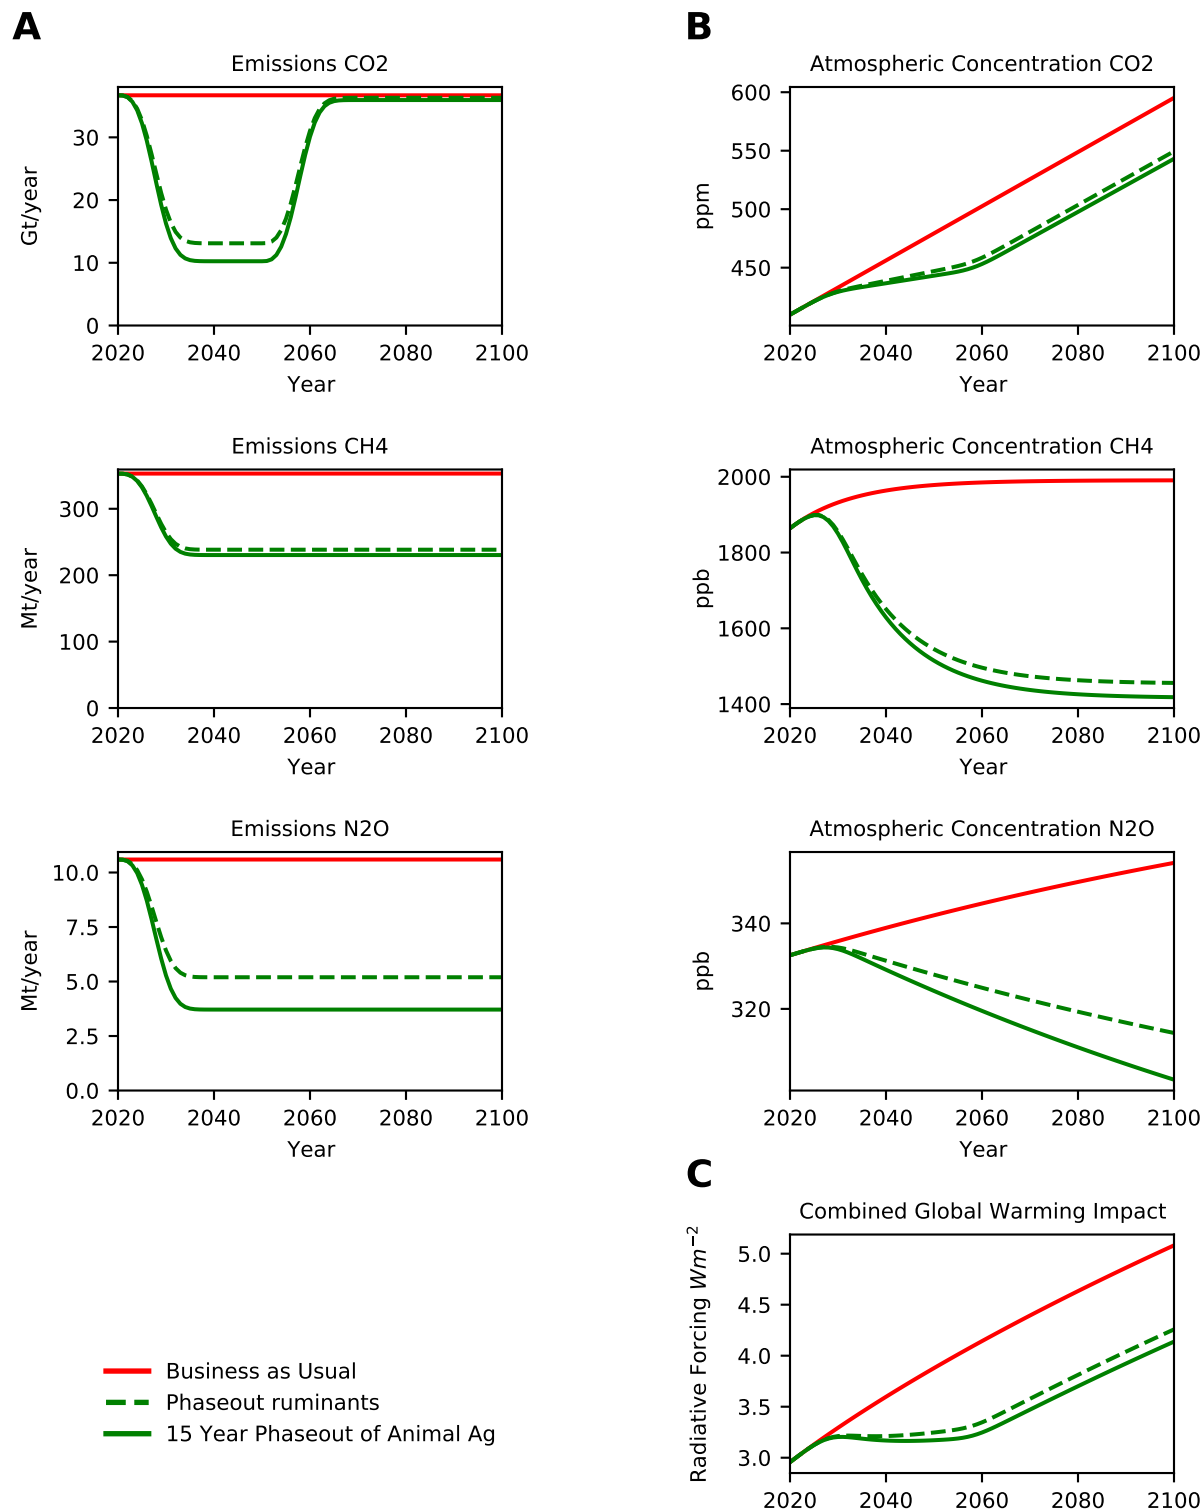 A
Emissions CO2
Gt/year
30
20
10
0
2020 2040 2060 2080 2100
Year
Emissions CH4
Mt/year
300
200
100
0
2020 2040 2060 2080 2100
Year
Emissions N2O
Mt/year
10.0
7.5
5.0
2.5
0.0
2020 2040 2060 2080 2100
Year
B
Atmospheric Concentration CO2
ppm
600
550
500
450
2020 2040 2060 2080 2100
Year
Atmospheric Concentration CH4
ppb
2000
1800
1600
1400
2020 2040 2060 2080 2100
Year
Atmospheric Concentration N2O
ppb
340
320
2020 2040 2060 2080 2100
Year
C
Combined Global Warming Impact
Radiative Forcing Wm⁻²
5.0
4.5
4.0
3.5
3.0
2020 2040 2060 2080 2100
Business as Usual
Phaseout ruminants
15 Year Phaseout of Animal Ag